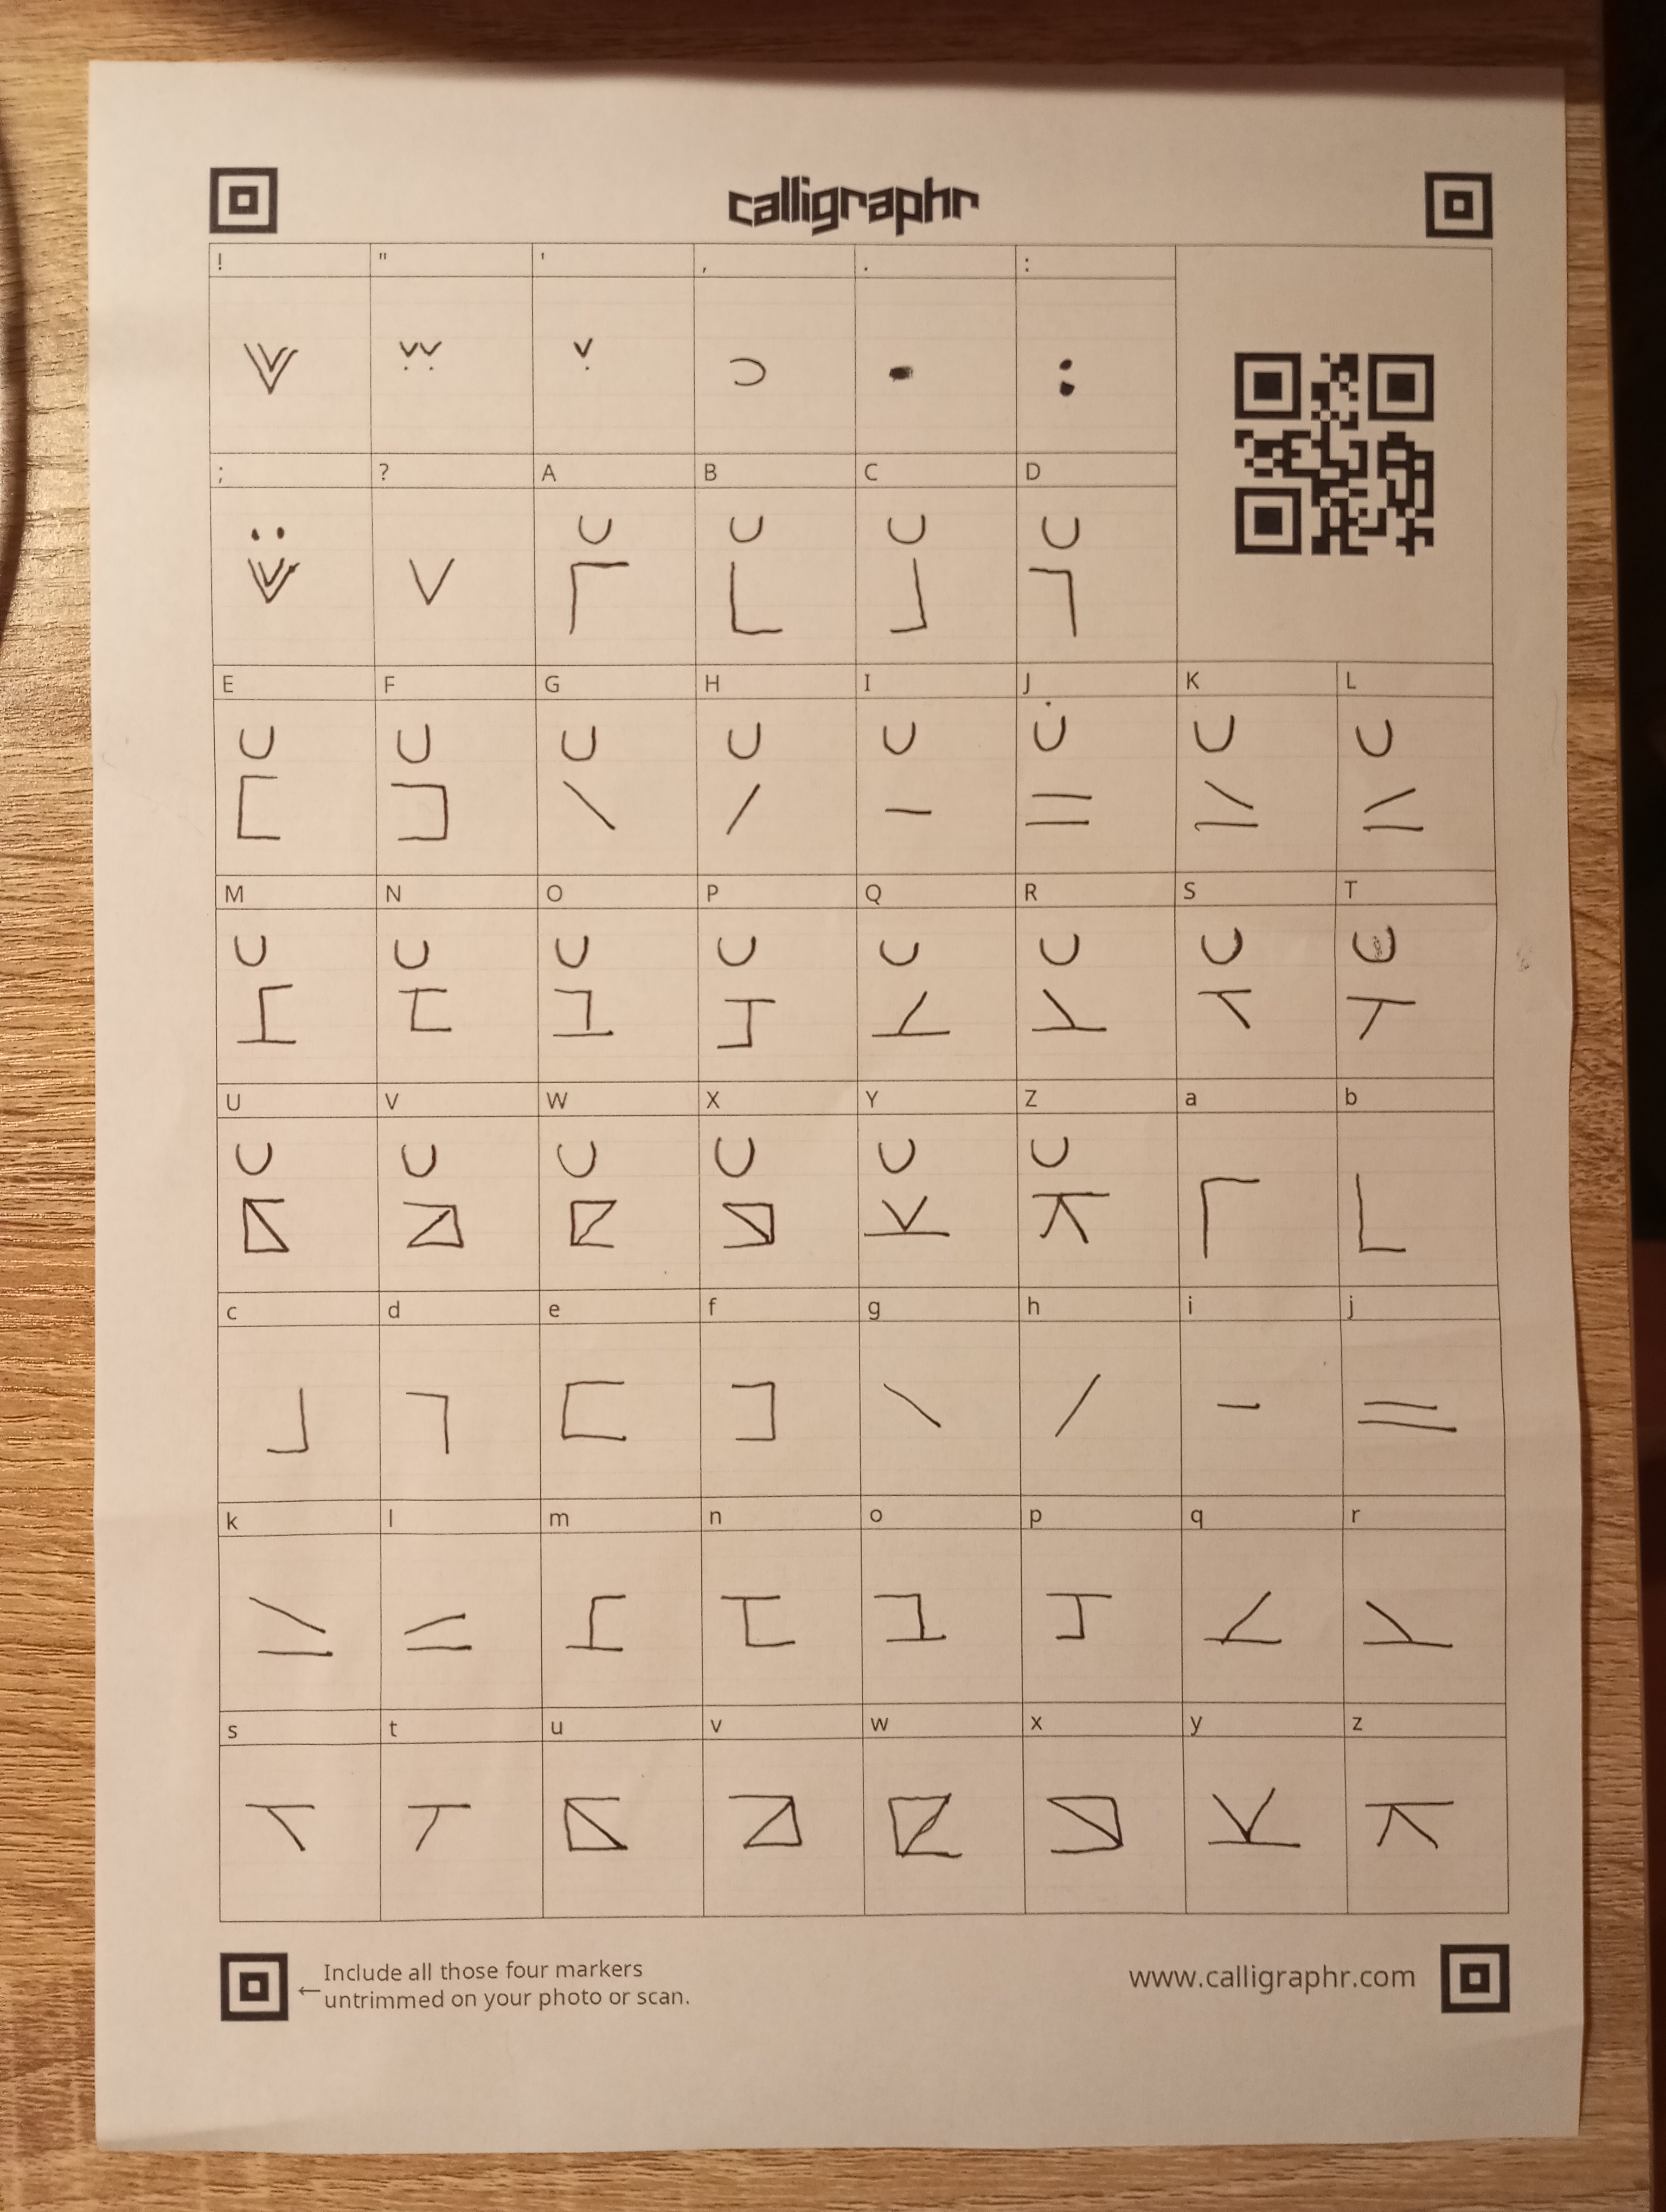 calligraphr
! " ' , . :
; ? A B C D
E F G H I J K L
M N O P Q R S T
U V W X Y Z a b
c d e f g h i j
k l m n o p q r
s t u v w x y z
Include all those four markers
← untrimmed on your photo or scan.
www.calligraphr.com